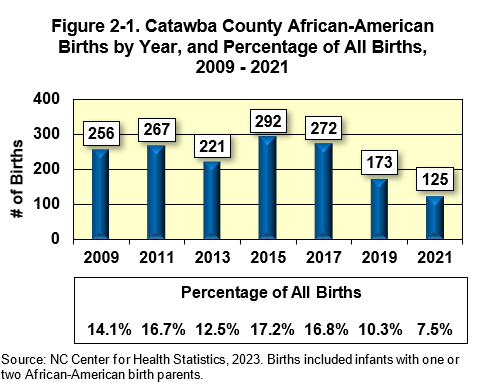 Figure 2-1. Catawba County African-American
Births by Year, and Percentage of All Births,
2009 - 2021
# of Births
400
300
200
100
0
256 267 221 292 272 173 125
2009 2011 2013 2015 2017 2019 2021
Percentage of All Births
14.1% 16.7% 12.5% 17.2% 16.8% 10.3% 7.5%
Source: NC Center for Health Statistics, 2023. Births included infants with one or
two African-American birth parents.